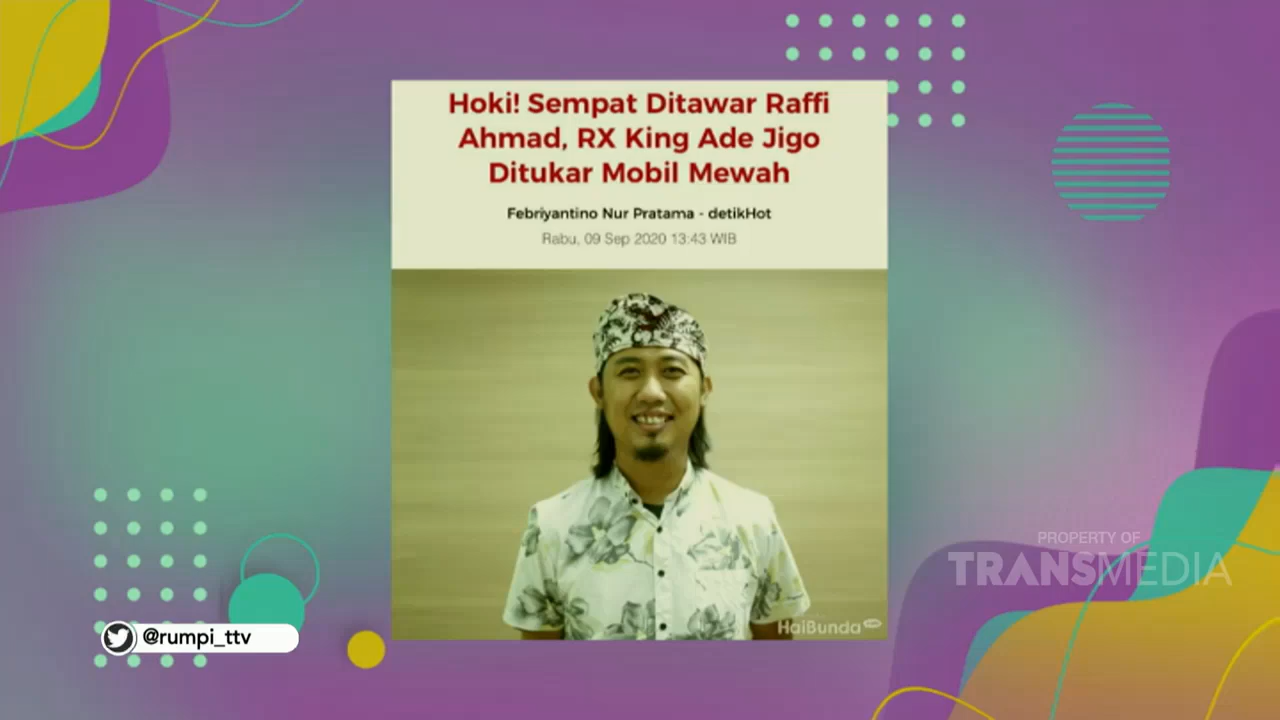 Hoki! Sempat Ditawar Raffi
Ahmad, RX King Ade Jigo
Ditukar Mobil Mewah
Febriyantino Nur Pratama - detikHot
Rabu, 09 Sep 2020 13:43 WIB
HaiBunda
PROPERTY OF
TRANSMEDIA
@rumpi_ttv